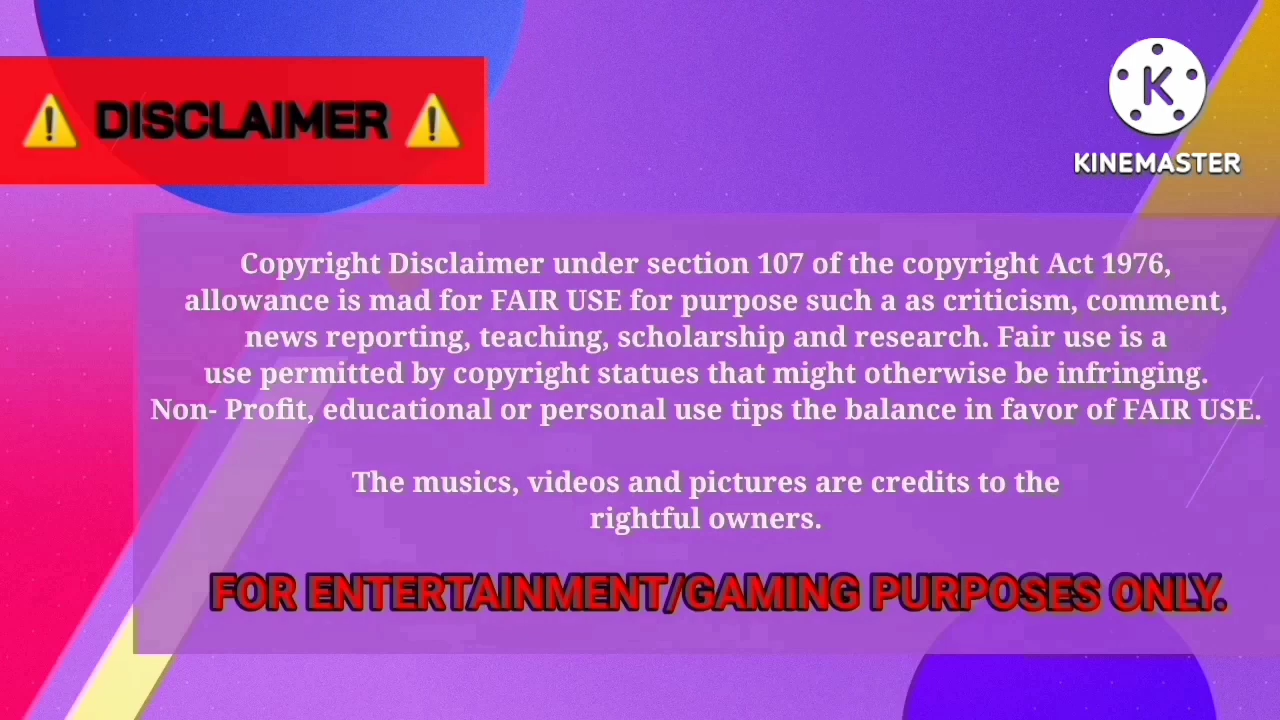 ⚠️ DISCLAIMER ⚠️
K
KINEMASTER
Copyright Disclaimer under section 107 of the copyright Act 1976,
allowance is mad for FAIR USE for purpose such a as criticism, comment,
news reporting, teaching, scholarship and research. Fair use is a
use permitted by copyright statues that might otherwise be infringing.
Non- Profit, educational or personal use tips the balance in favor of FAIR USE.
The musics, videos and pictures are credits to the
rightful owners.
FOR ENTERTAINMENT/GAMING PURPOSES ONLY.